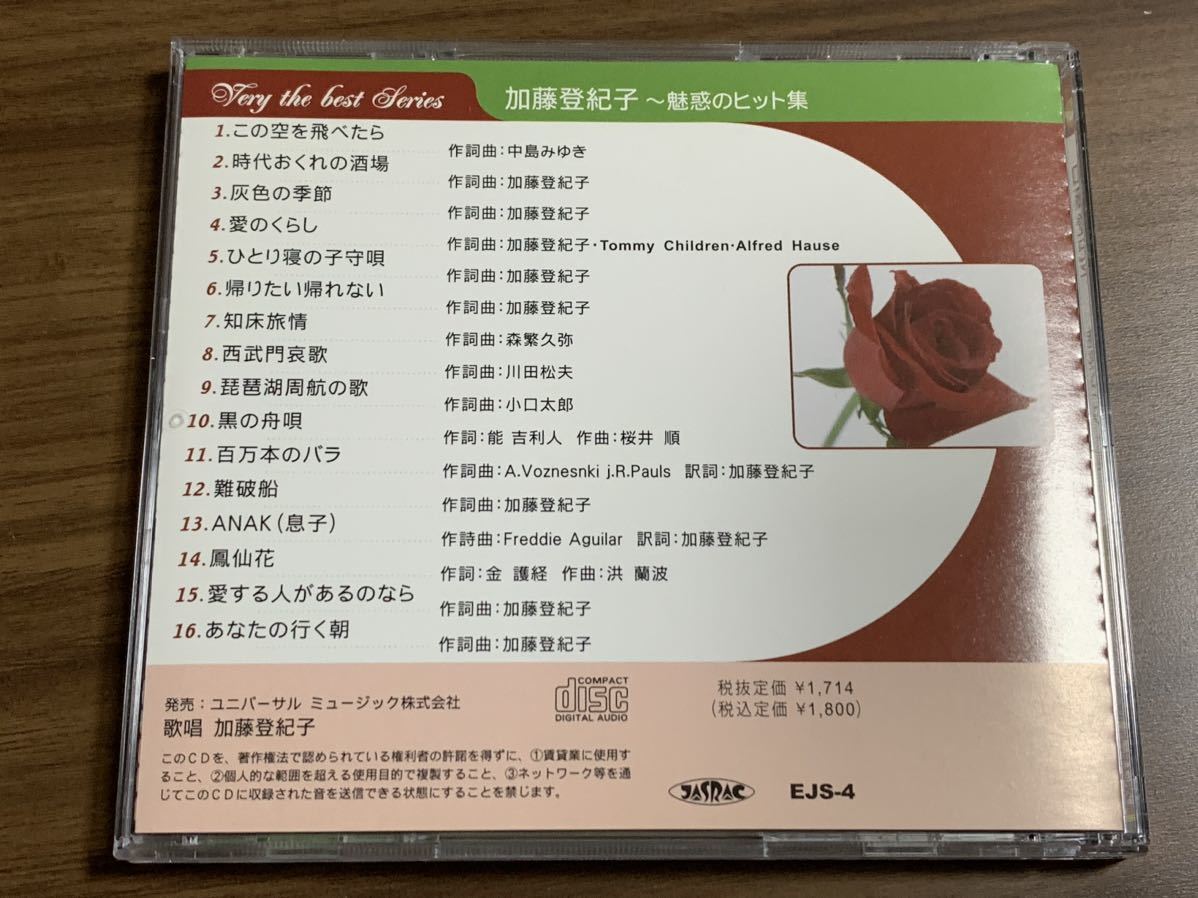 Very the best Series
加藤登紀子 ～魅惑のヒット集
1.この空を飛べたら
作詞曲：中島みゆき
2.時代おくれの酒場
作詞曲：加藤登紀子
3.灰色の季節
作詞曲：加藤登紀子
4.愛のくらし
作詞曲：加藤登紀子・Tommy Children・Alfred Hause
5.ひとり寝の子守唄
作詞曲：加藤登紀子
6.帰りたい帰れない
作詞曲：加藤登紀子
7.知床旅情
作詞曲：森繁久弥
8.西武門哀歌
作詞曲：川田松夫
9.琵琶湖周航の歌
作詞曲：小口太郎
10.黒の舟唄
作詞：能 吉利人 作曲：桜井 順
11.百万本のバラ
作詞曲：A.Voznesnki j.R.Pauls 訳詞：加藤登紀子
12.難破船
作詞曲：加藤登紀子
13.ANAK（息子）
作詩曲：Freddie Aguilar 訳詞：加藤登紀子
14.鳳仙花
作詞：金 護経 作曲：洪 蘭波
15.愛する人があるのなら
作詞曲：加藤登紀子
16.あなたの行く朝
作詞曲：加藤登紀子
発売：ユニバーサル ミュージック株式会社
歌唱 加藤登紀子
このCDを、著作権法で認められている権利者の許諾を得ずに、①賃貸業に使用す
ること、②個人的な範囲を超える使用目的で複製すること、③ネットワーク等を通
じてこのCDに収録された音を送信できる状態にすることを禁じます。
COMPACT
disc
DIGITAL AUDIO
税抜定価 ¥1,714
（税込定価 ¥1,800）
JASRAC
EJS-4